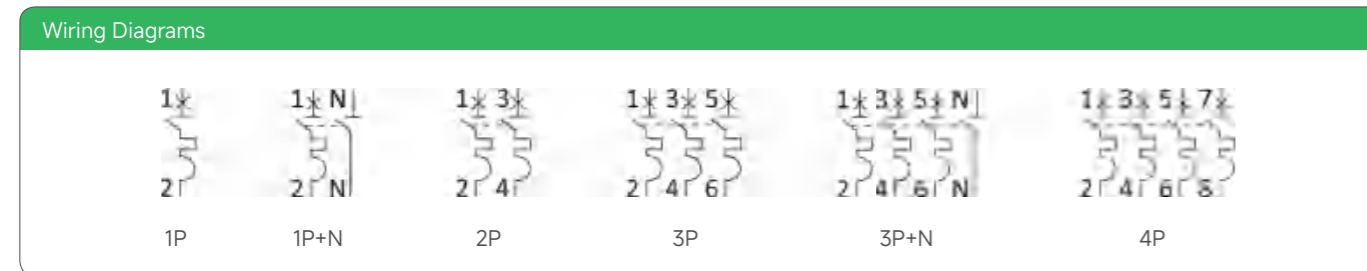 Wiring Diagrams
1 1 N 1 3 1 3 5 1 3 5 N 1 3 5 7
2 2 N 2 4 2 4 6 2 4 6 N 2 4 6 8
1P 1P+N 2P 3P 3P+N 4P